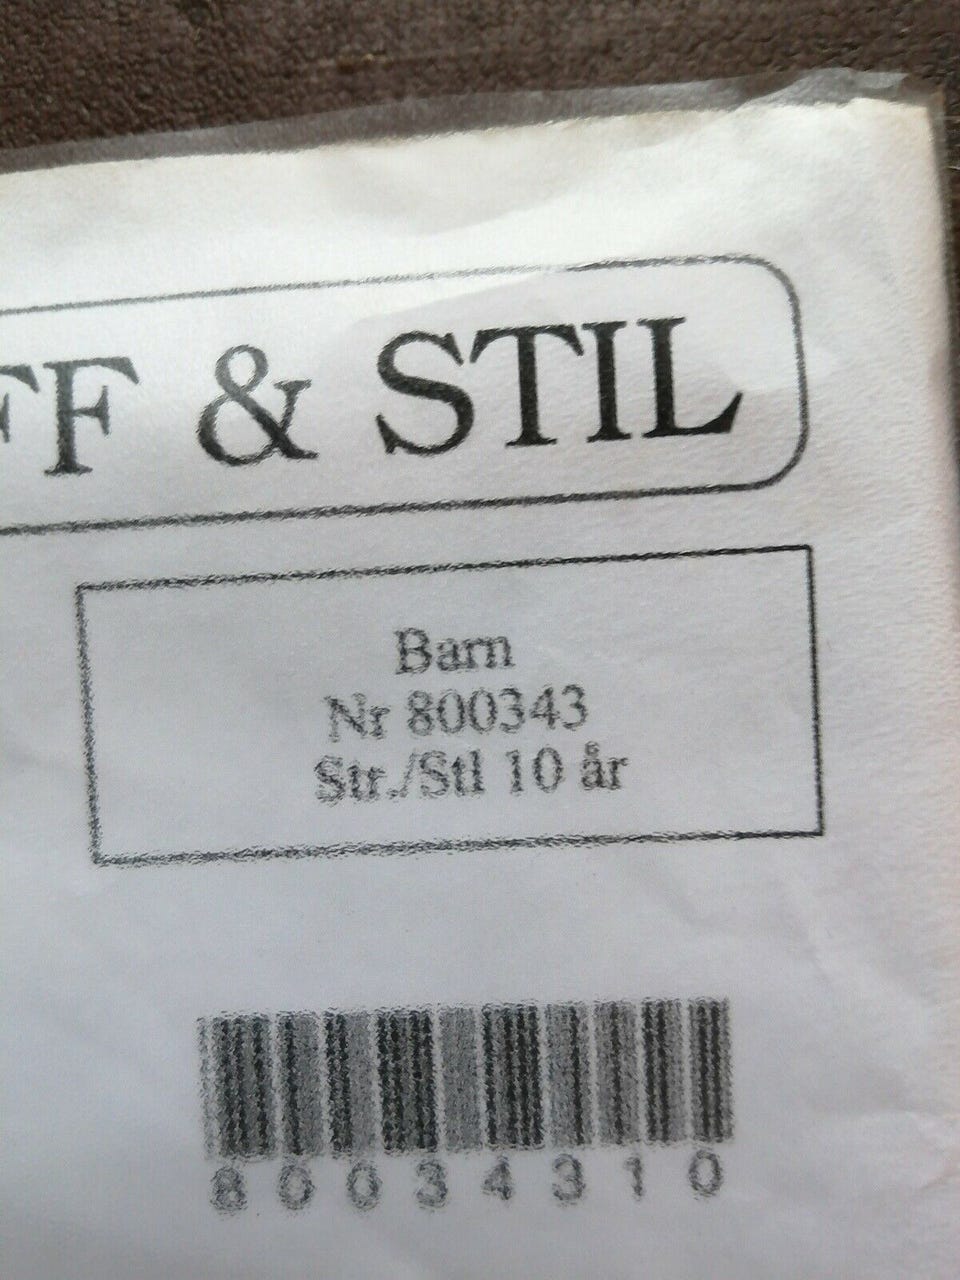 FF & STIL
Barn
Nr 800343
Str./Stl 10 år
80034310